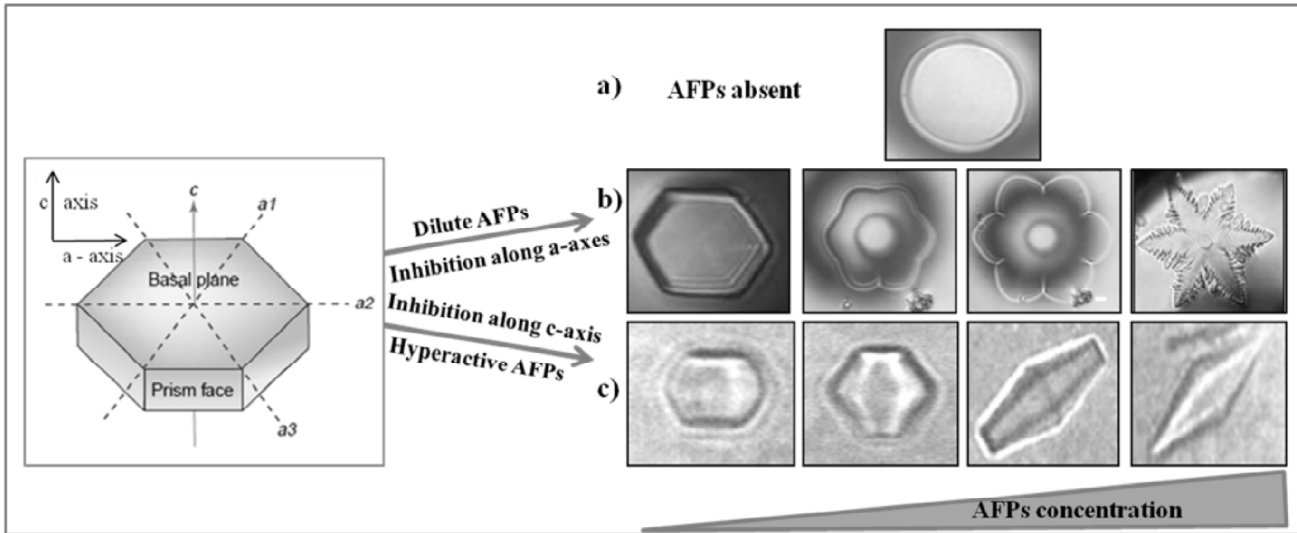 a) AFPs absent
c axis
a - axis
c
a1
Basal plane
a2
Prism face
a3
Dilute AFPs
Inhibition along a-axes
Inhibition along c-axis
Hyperactive AFPs
b)
c)
AFPs concentration